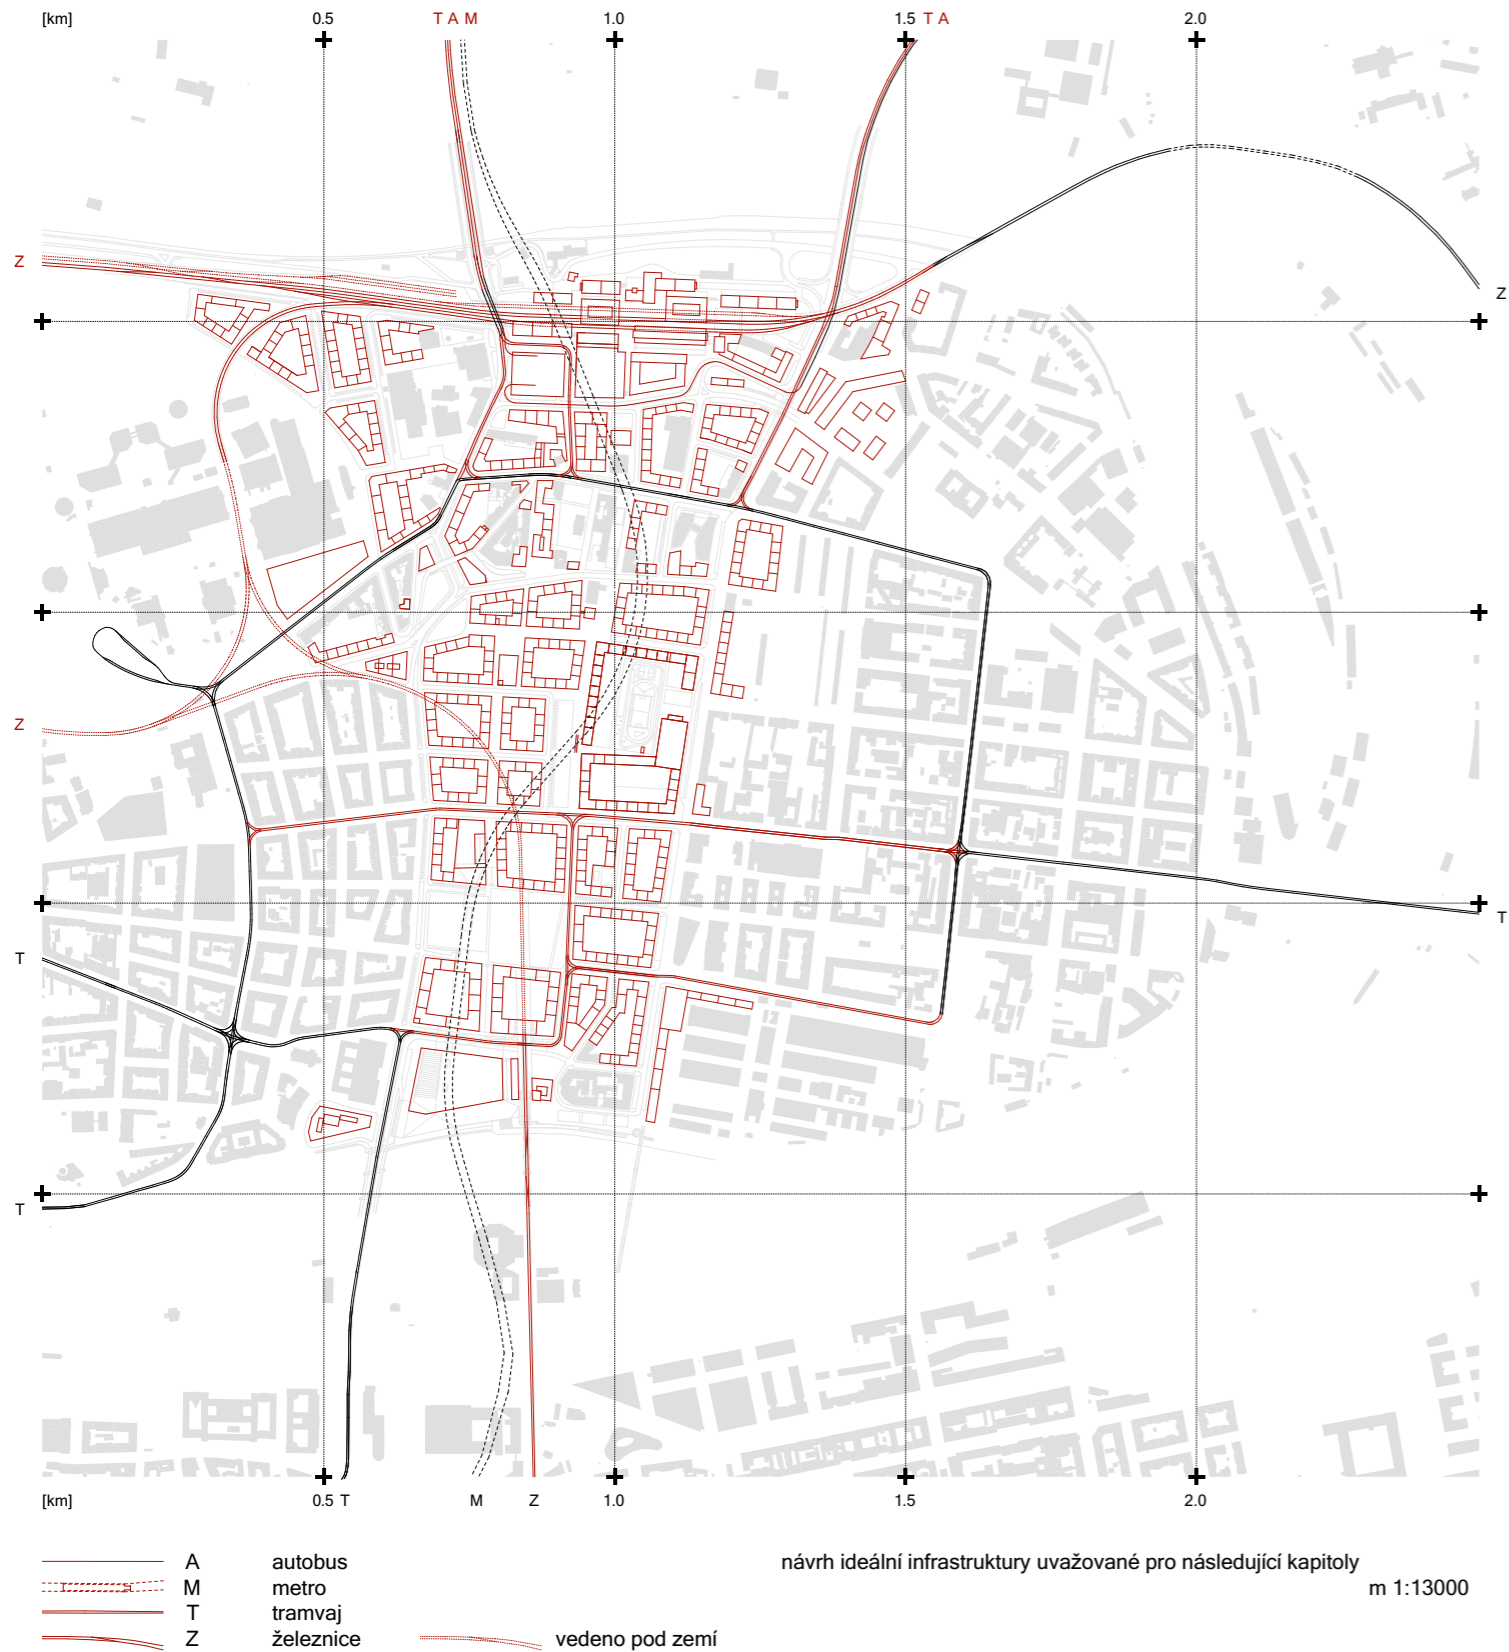 [km] 0.5 T A M 1.0 1.5 T A 2.0
Z
Z
Z
T
T
T
[km] 0.5 T M Z 1.0 1.5 2.0
A autobus
návrh ideální infrastruktury uvažované pro následující kapitoly
M metro
m 1:13000
T tramvaj
Z železnice vedeno pod zemí